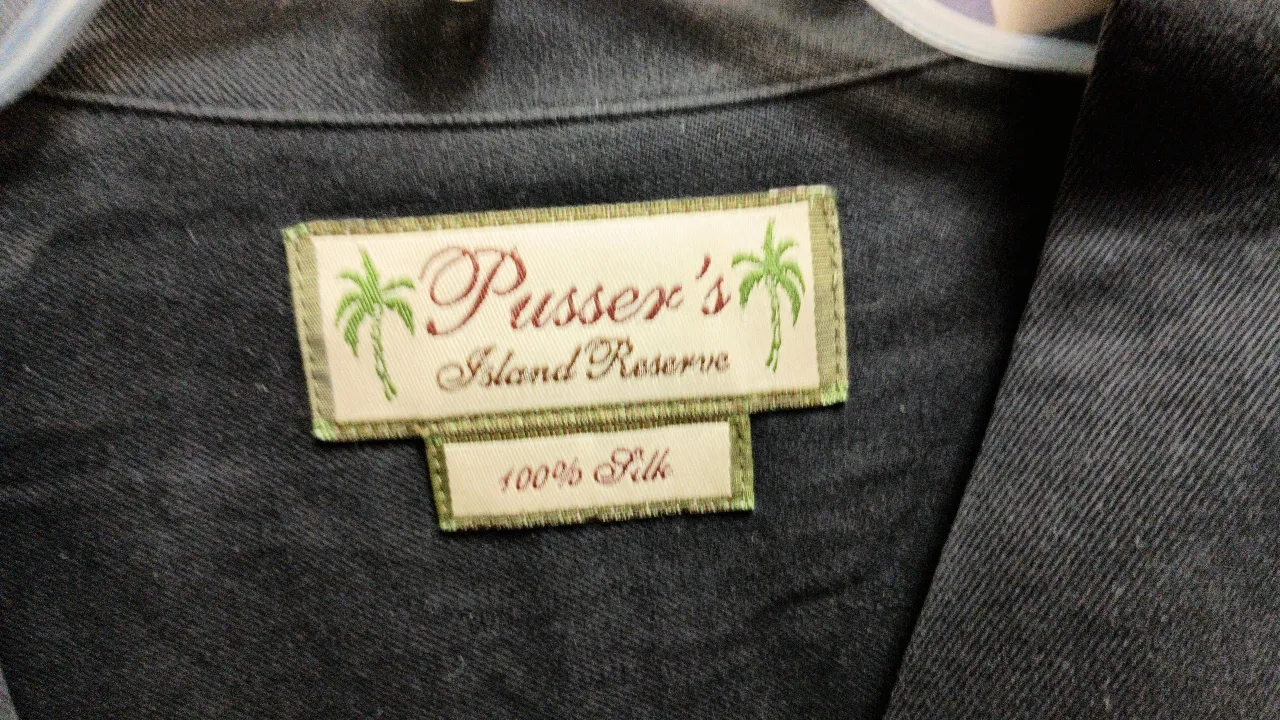 Pusser's
Island Reserve
100% Silk